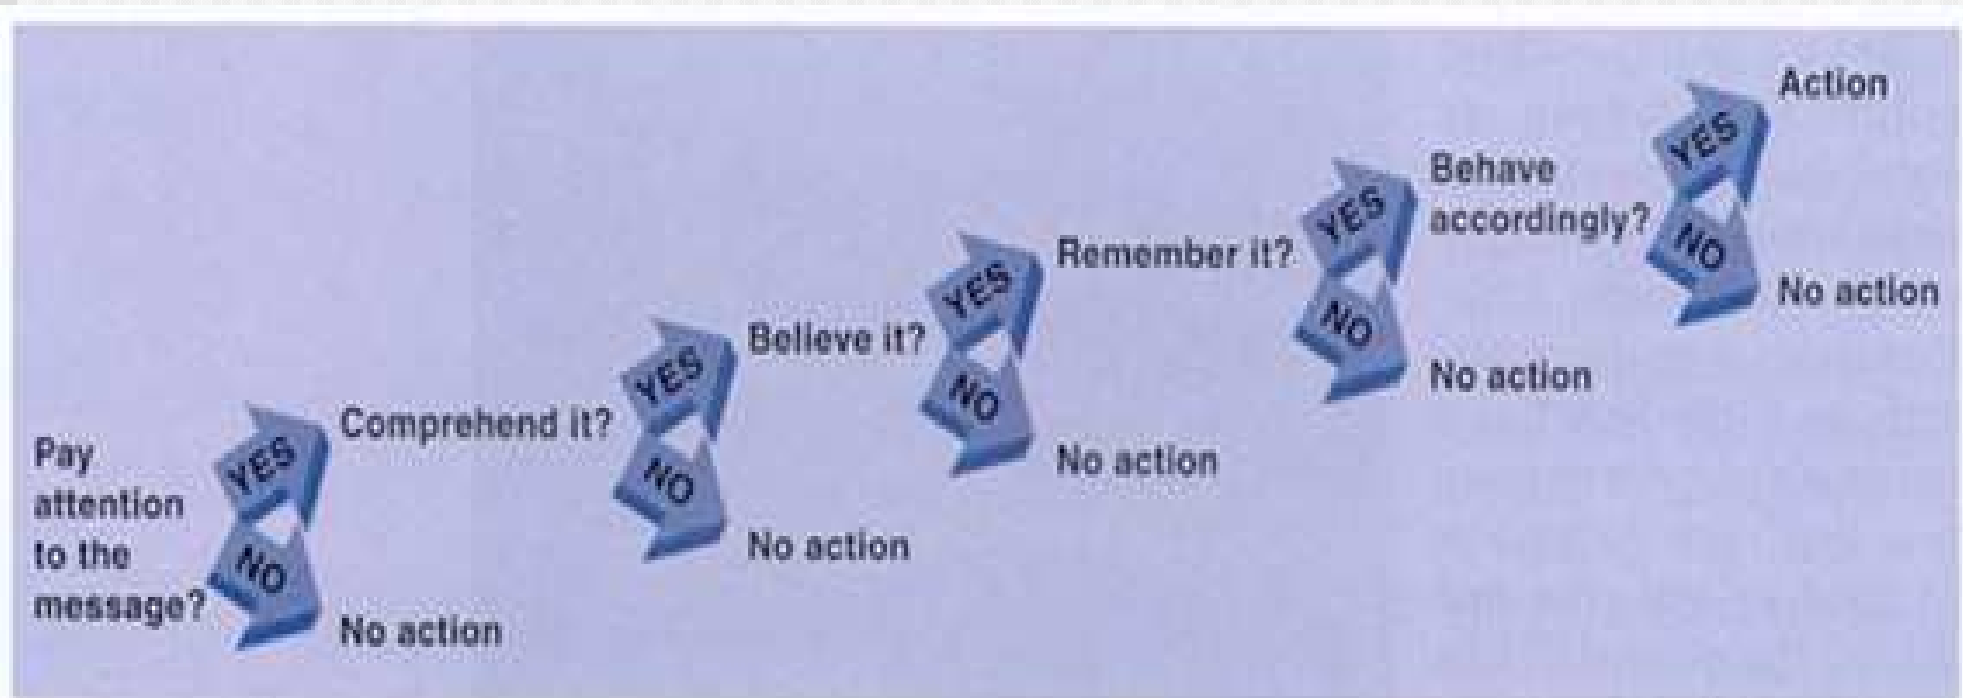 Pay
attention
to the
message?
YES
NO
Comprehend it?
No action
YES
NO
Believe it?
No action
YES
NO
Remember it?
No action
YES
NO
Behave
accordingly?
No action
YES
NO
Action
No action